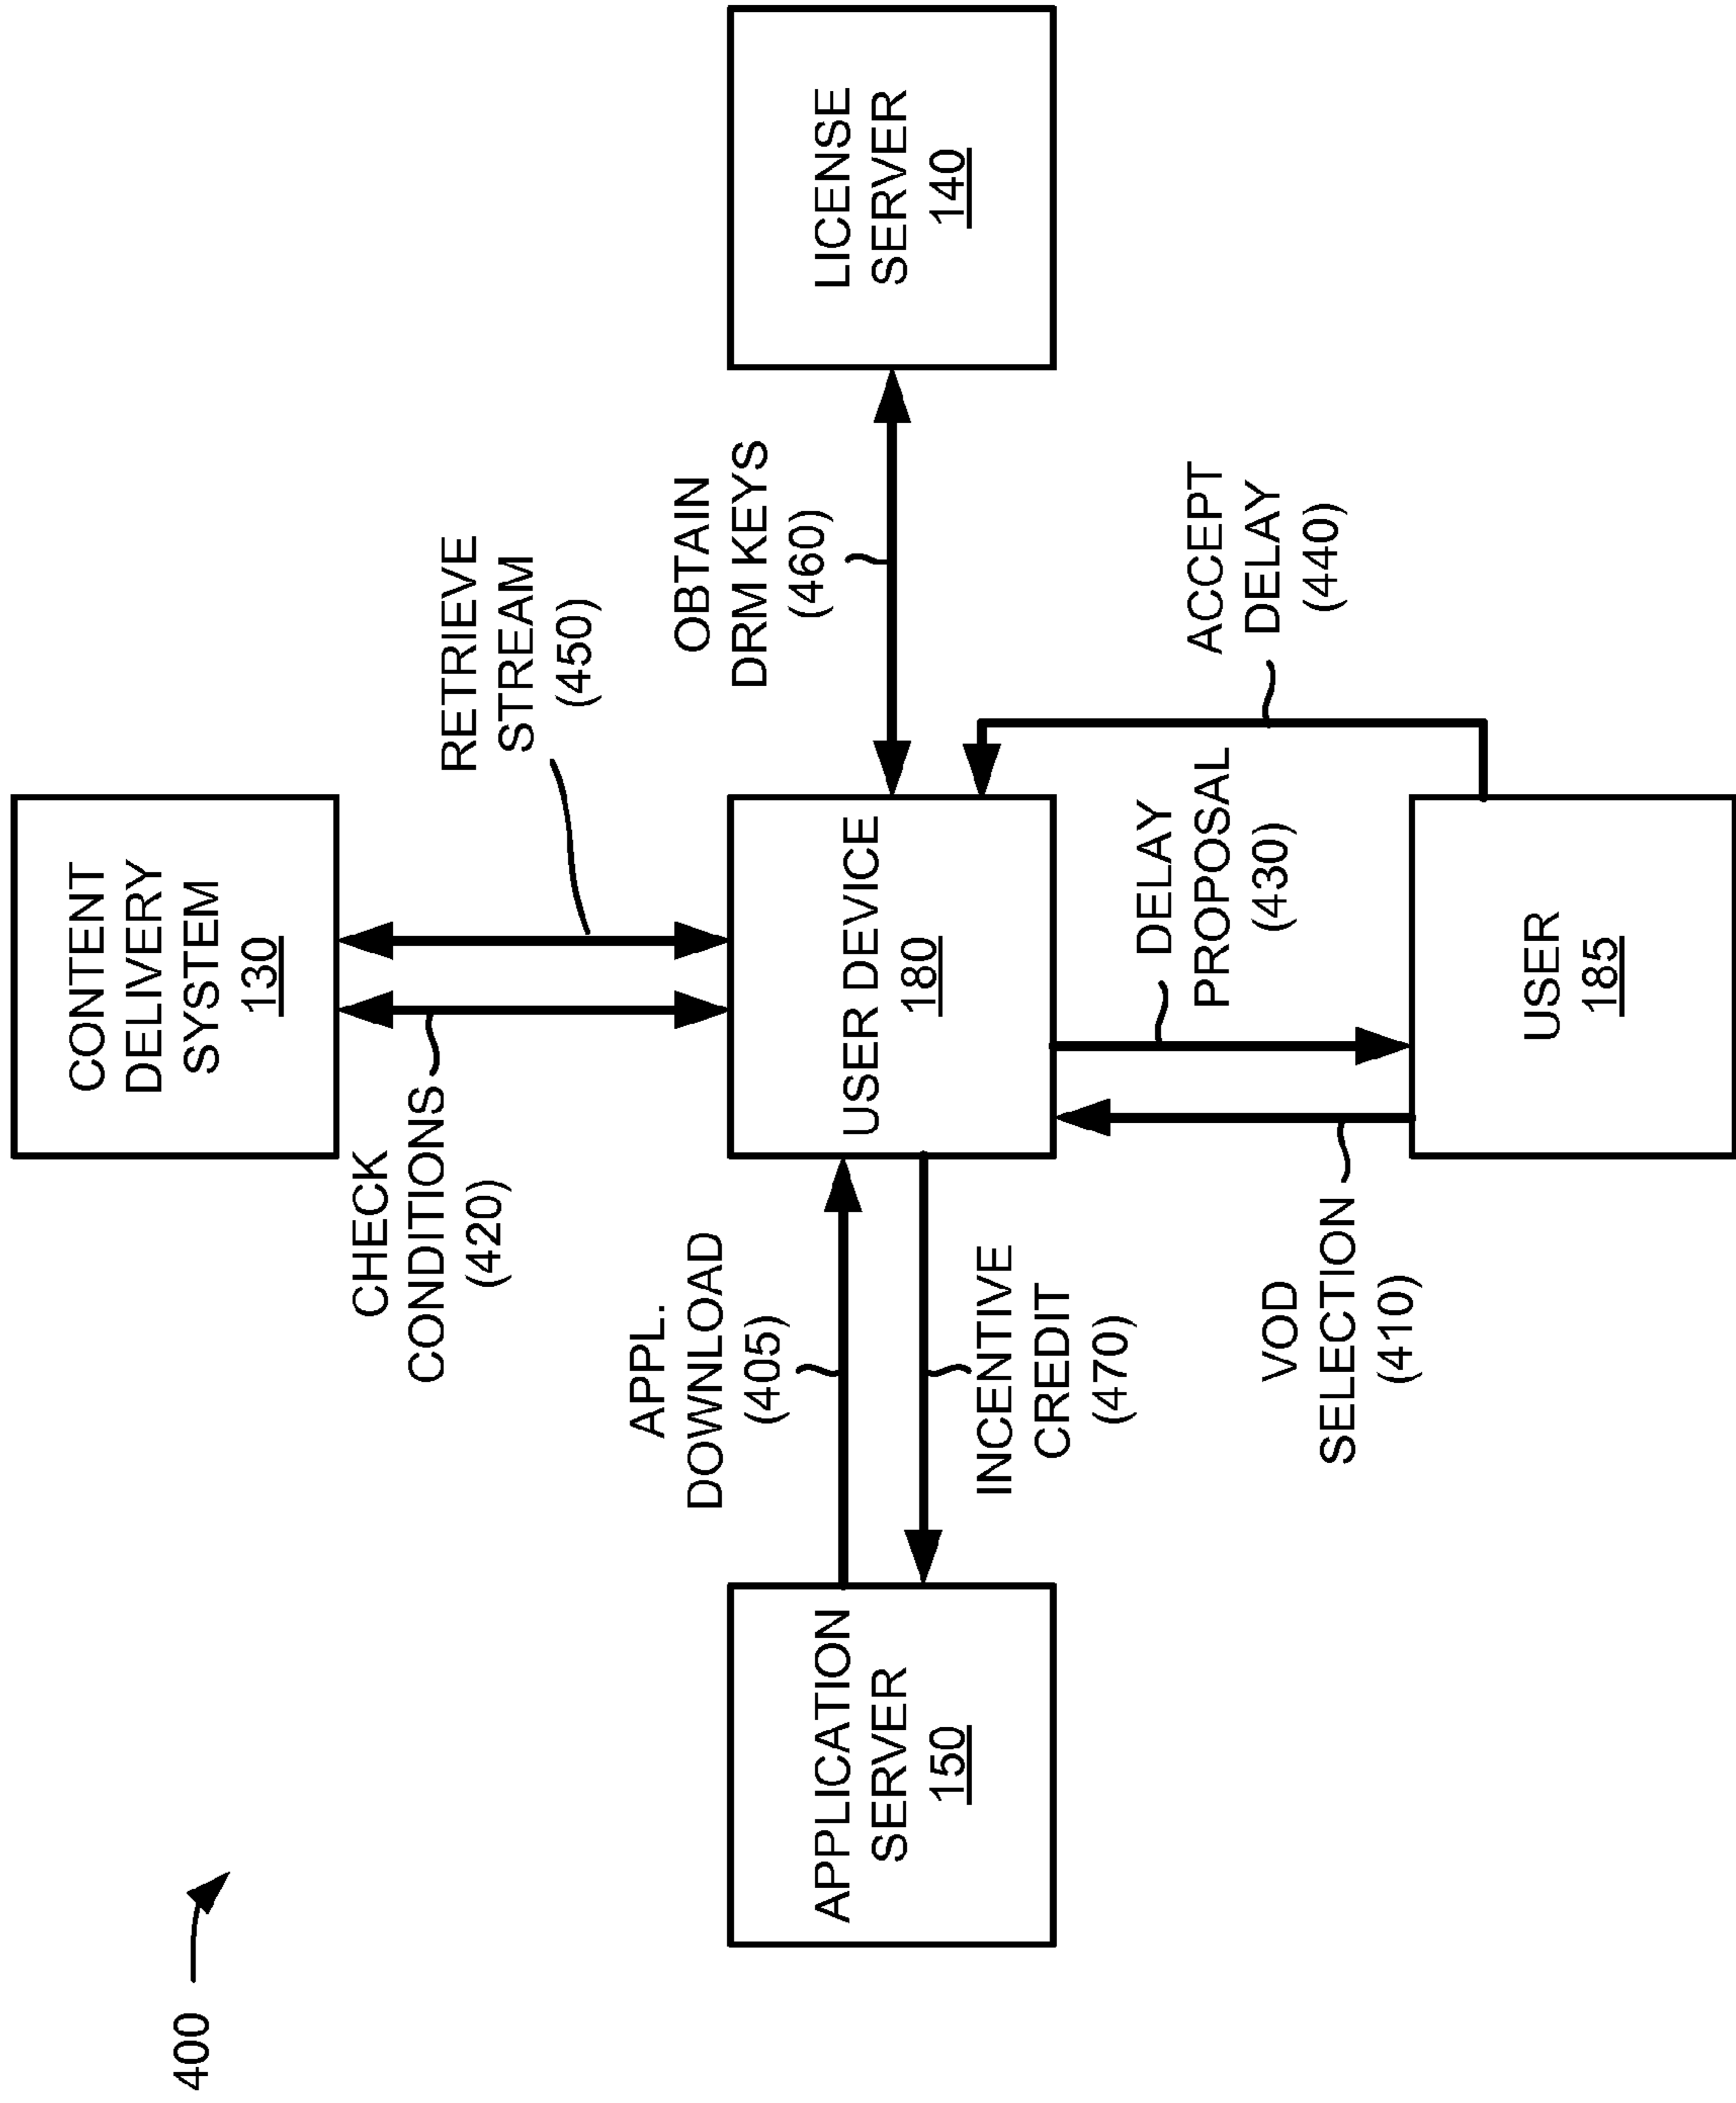 400
CONTENT
DELIVERY
SYSTEM
130
CHECK
CONDITIONS
(420)
RETRIEVE
STREAM
(450)
APPL.
DOWNLOAD
(405)
OBTAIN
DRM KEYS
(460)
APPLICATION
SERVER
150
USER DEVICE
180
LICENSE
SERVER
140
INCENTIVE
CREDIT
(470)
VOD
SELECTION
(410)
DELAY
PROPOSAL
(430)
ACCEPT
DELAY
(440)
USER
185